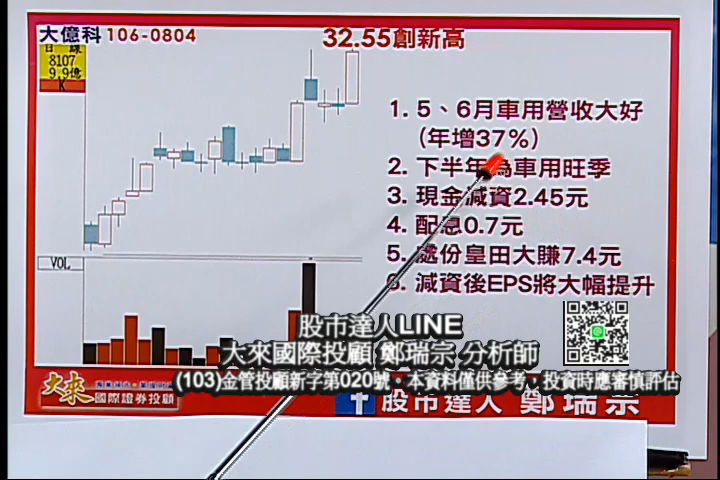 大億科 106-0804
32.55創新高
日 線
8107
9.9億
K
1. 5、6月車用營收大好
(年增37%)
2. 下半年為車用旺季
3. 現金減資2.45元
4. 配息0.7元
5. 處份皇田大賺7.4元
6. 減資後EPS將大幅提升
VOL
股市達人LINE
大來國際投顧 鄭瑞宗 分析師
(103)金管投顧新字第020號，本資料僅供參考，投資時應審慎評估
大來
國際證券投顧
股市達人 鄭瑞宗